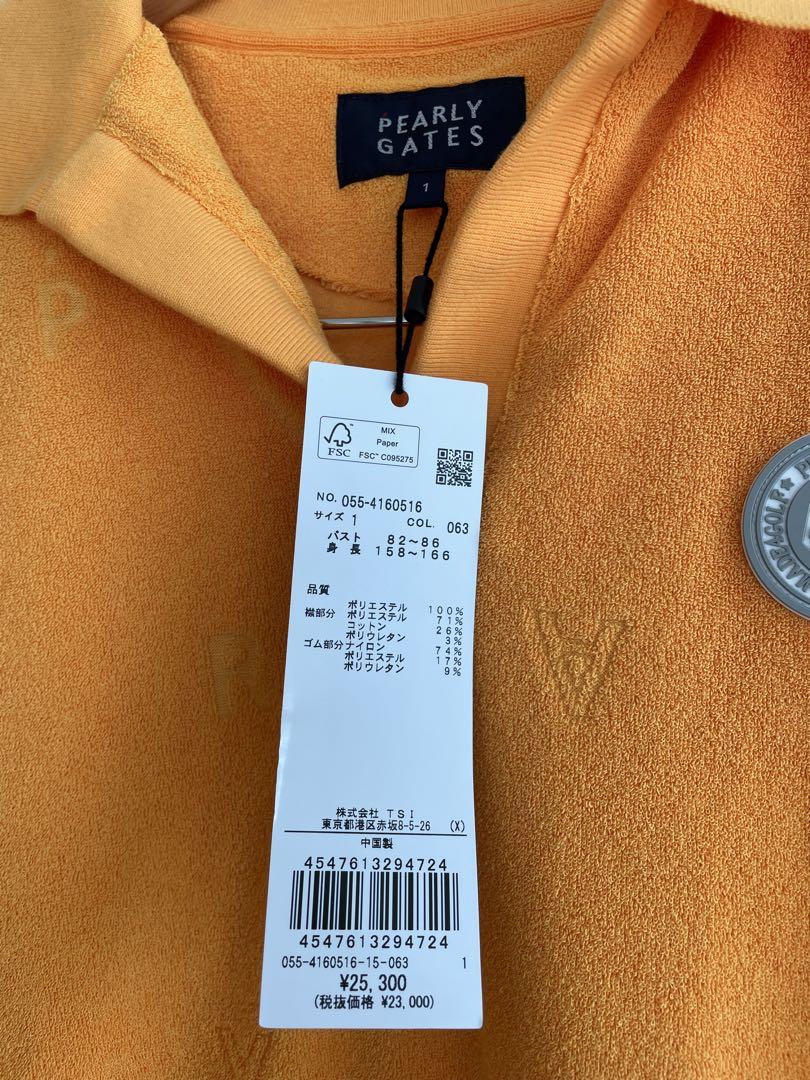 PEARLY
GATES
1
P
R
MIX
Paper
FSC™ C095275
FSC
NO. 055-4160516
サイズ 1 COL. 063
バスト 82～86
身長 158～166
品質
ポリエステル 100%
襟部分 ポリエステル 71%
コットン 26%
ポリウレタン 3%
ゴム部分 ナイロン 74%
ポリエステル 17%
ポリウレタン 9%
株式会社 TSI
東京都港区赤坂8-5-26 (X)
中国製
4547613294724
4547613294724
055-4160516-15-063 1
¥25,300
(税抜価格 ¥23,000)
MADE4GOLF★